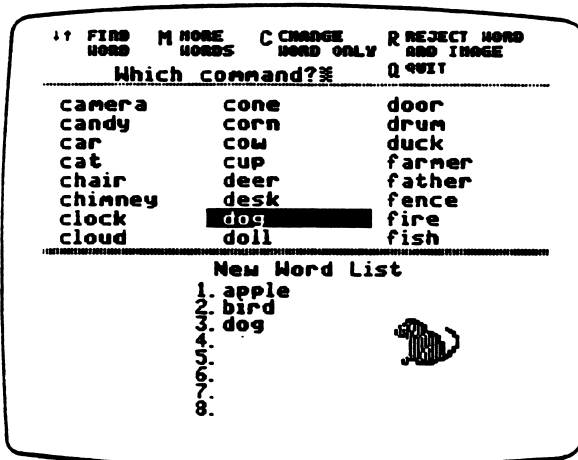 ↓↑ FIND WORD M MORE WORDS C CHANGE WORD ONLY R REJECT WORD AND IMAGE
Which command? Q QUIT
camera cone door
candy corn drum
car cow duck
cat cup farmer
chair deer father
chimney desk fence
clock dog fire
cloud doll fish
New Word List
1. apple
2. bird
3. dog
4.
5.
6.
7.
8.